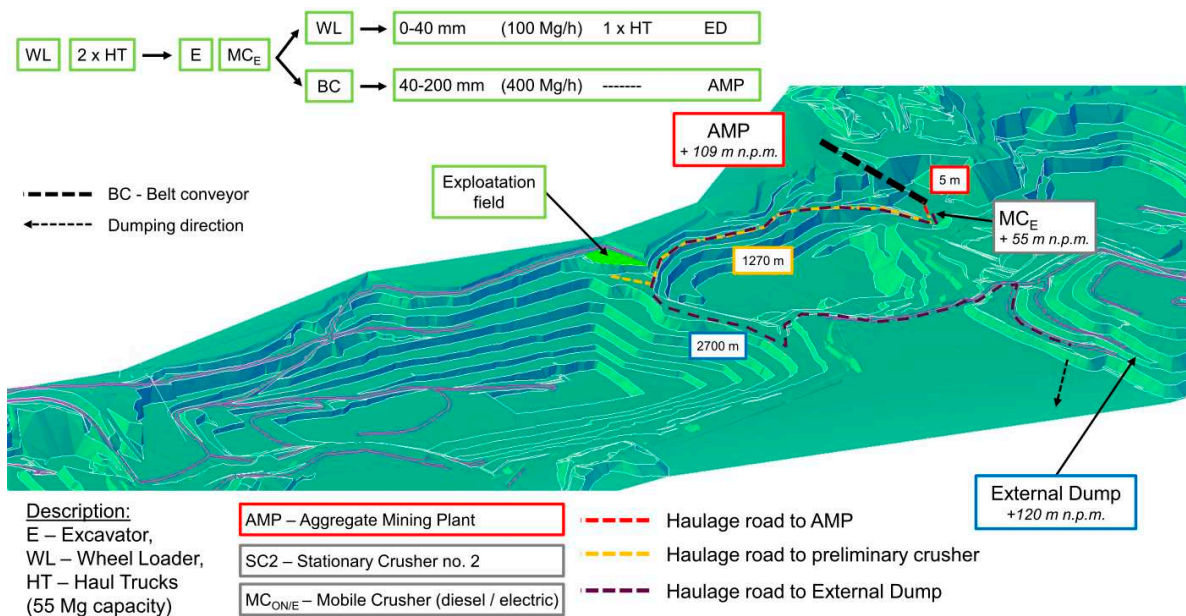 WL 2 x HT E MC_E
WL 0-40 mm (100 Mg/h) 1 x HT ED
BC 40-200 mm (400 Mg/h) ------- AMP
AMP
+ 109 m n.p.m.
BC - Belt conveyor
Dumping direction
Exploatation
field
5 m
MC_E
+ 55 m n.p.m.
1270 m
2700 m
External Dump
+120 m n.p.m.
Description:
E – Excavator,
WL – Wheel Loader,
HT – Haul Trucks
(55 Mg capacity)
AMP – Aggregate Mining Plant
SC2 – Stationary Crusher no. 2
MC_ON/E – Mobile Crusher (diesel / electric)
Haulage road to AMP
Haulage road to preliminary crusher
Haulage road to External Dump